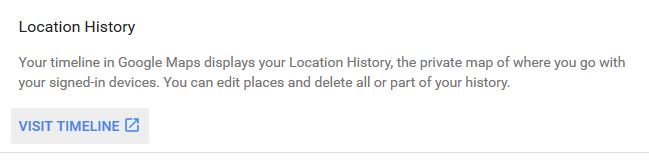 Location History
Your timeline in Google Maps displays your Location History, the private map of where you go with
your signed-in devices. You can edit places and delete all or part of your history.
VISIT TIMELINE